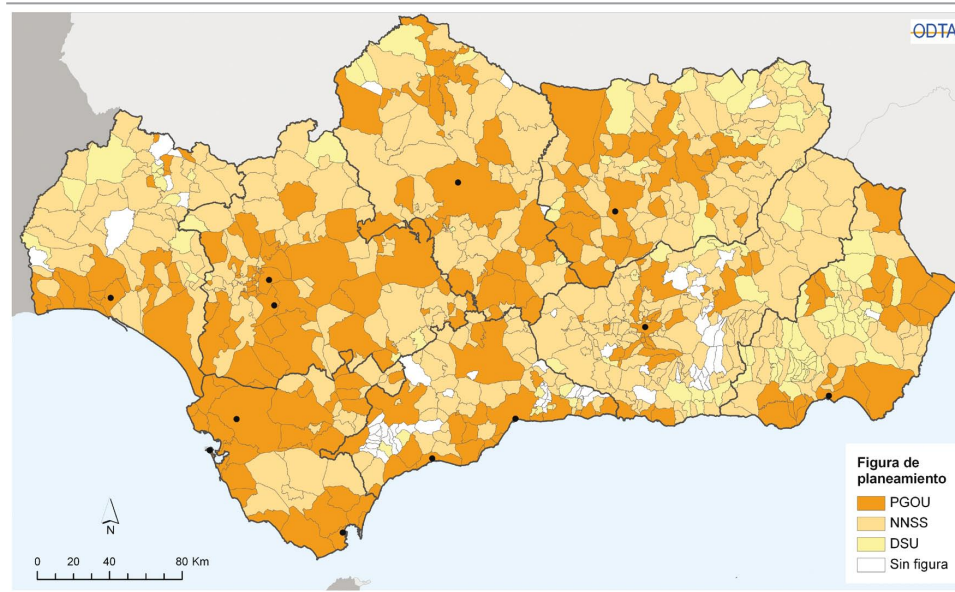 ODTA
Figura de
planeamiento
PGOU
NNSS
DSU
Sin figura
N
0 20 40 80 Km